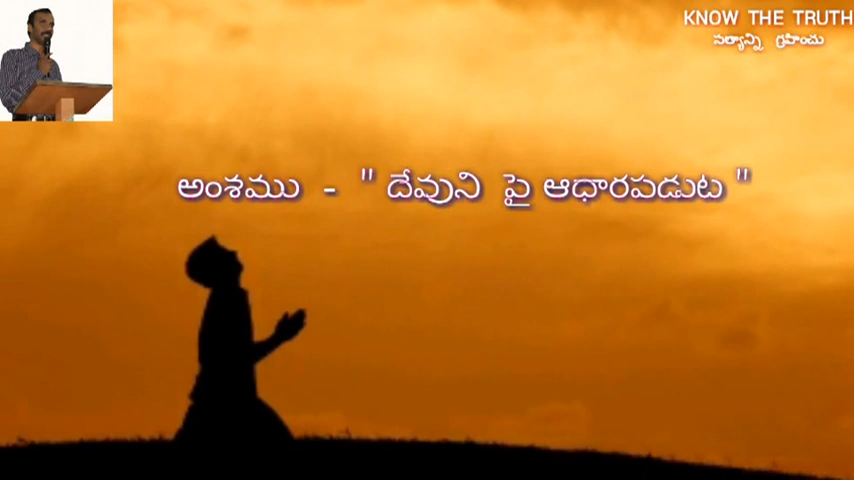 KNOW THE TRUTH
సత్యాన్ని గ్రహించు
అంశము - " దేవుని పై ఆధారపడుట "